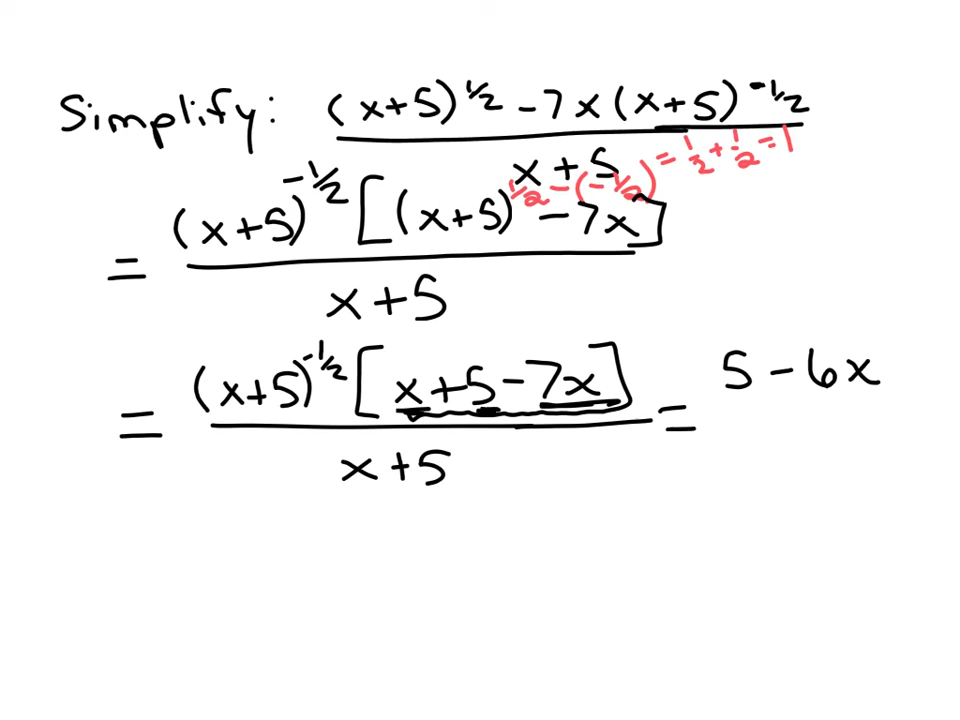 Simplify: (x+5)^1/2 - 7x(x+5)^-1/2
x+5
= (x+5)^-1/2 [(x+5)^1/2-(-1/2) - 7x] = 1/2 + 1/2 = 1
x+5
= (x+5)^-1/2 [x+5-7x] = 5-6x
x+5